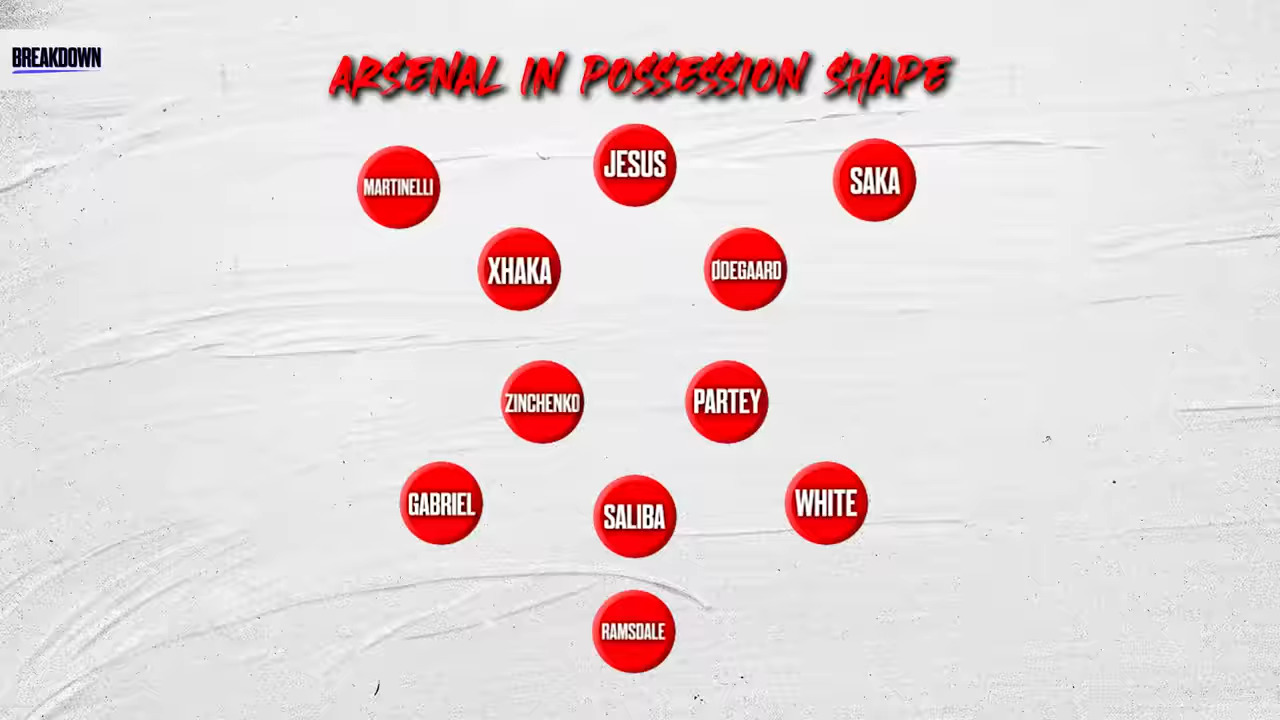 BREAKDOWN
ARSENAL IN POSSESSION SHAPE
JESUS
MARTINELLI
SAKA
XHAKA
ØDEGAARD
ZINCHENKO
PARTEY
GABRIEL
SALIBA
WHITE
RAMSDALE